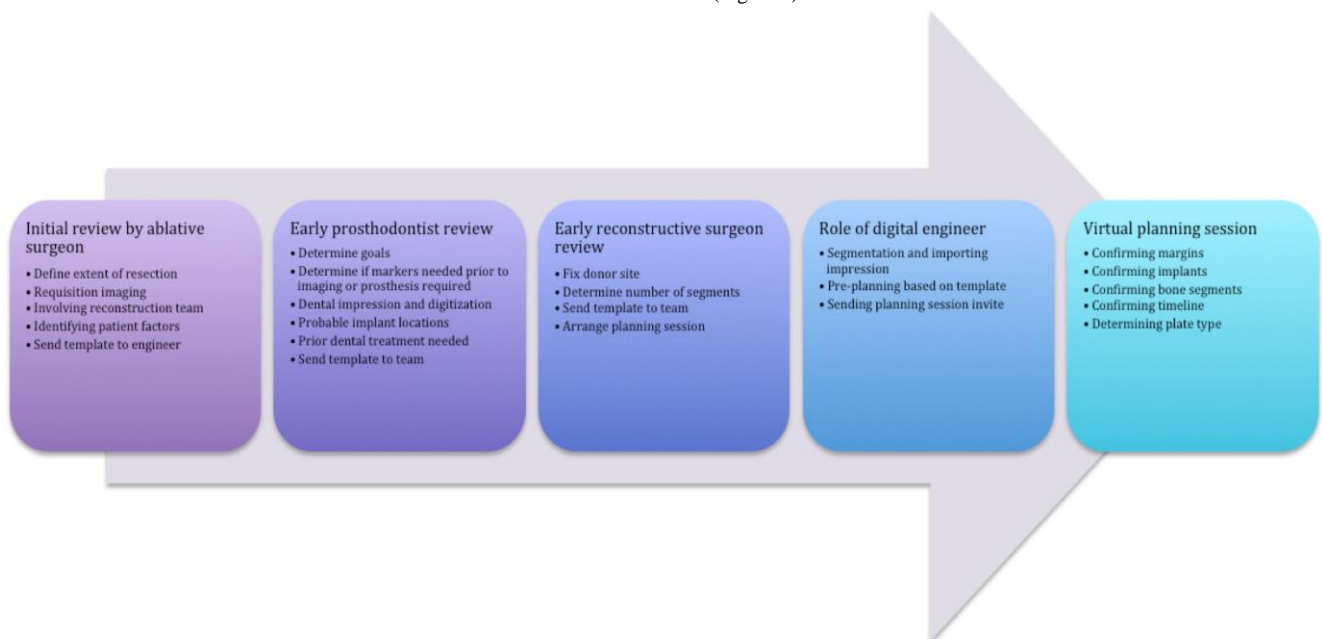 Initial review by ablative
surgeon
• Define extent of resection
• Requisition imaging
• Involving reconstruction team
• Identifying patient factors
• Send template to engineer
Early prosthodontist review
• Determine goals
• Determine if markers needed prior to
imaging or prosthesis required
• Dental impression and digitization
• Probable implant locations
• Prior dental treatment needed
• Send template to team
Early reconstructive surgeon
review
• Fix donor site
• Determine number of segments
• Send template to team
• Arrange planning session
Role of digital engineer
• Segmentation and importing
impression
• Pre-planning based on template
• Sending planning session invite
Virtual planning session
• Confirming margins
• Confirming implants
• Confirming bone segments
• Confirming timeline
• Determining plate type